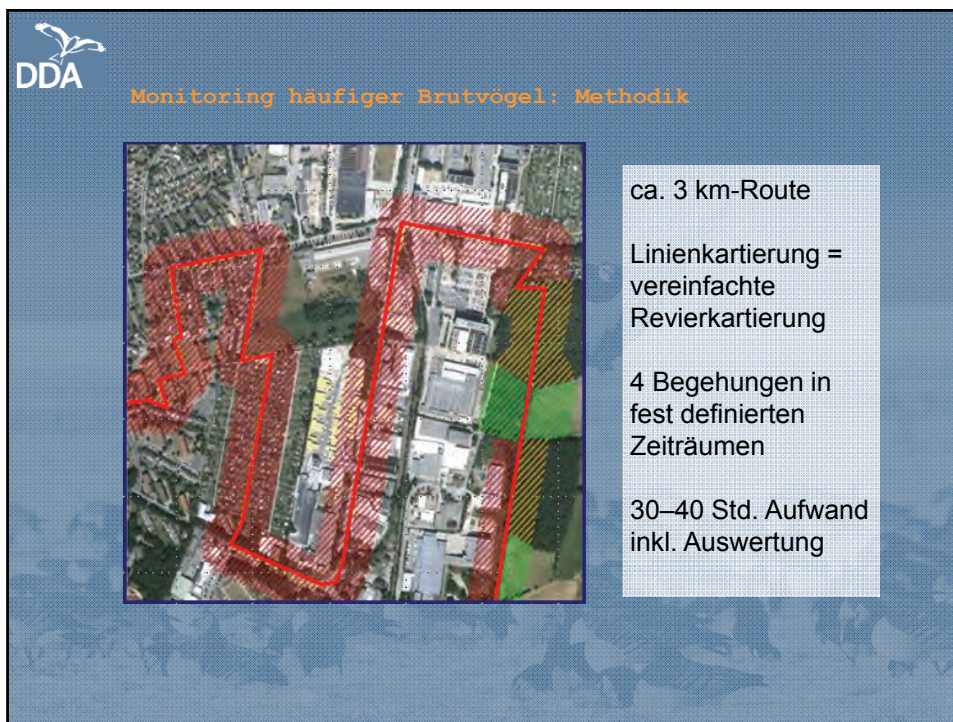 DDA
Monitoring häufiger Brutvögel: Methodik
ca. 3 km-Route
Linienkartierung =
vereinfachte
Revierkartierung
4 Begehungen in
fest definierten
Zeiträumen
30–40 Std. Aufwand
inkl. Auswertung